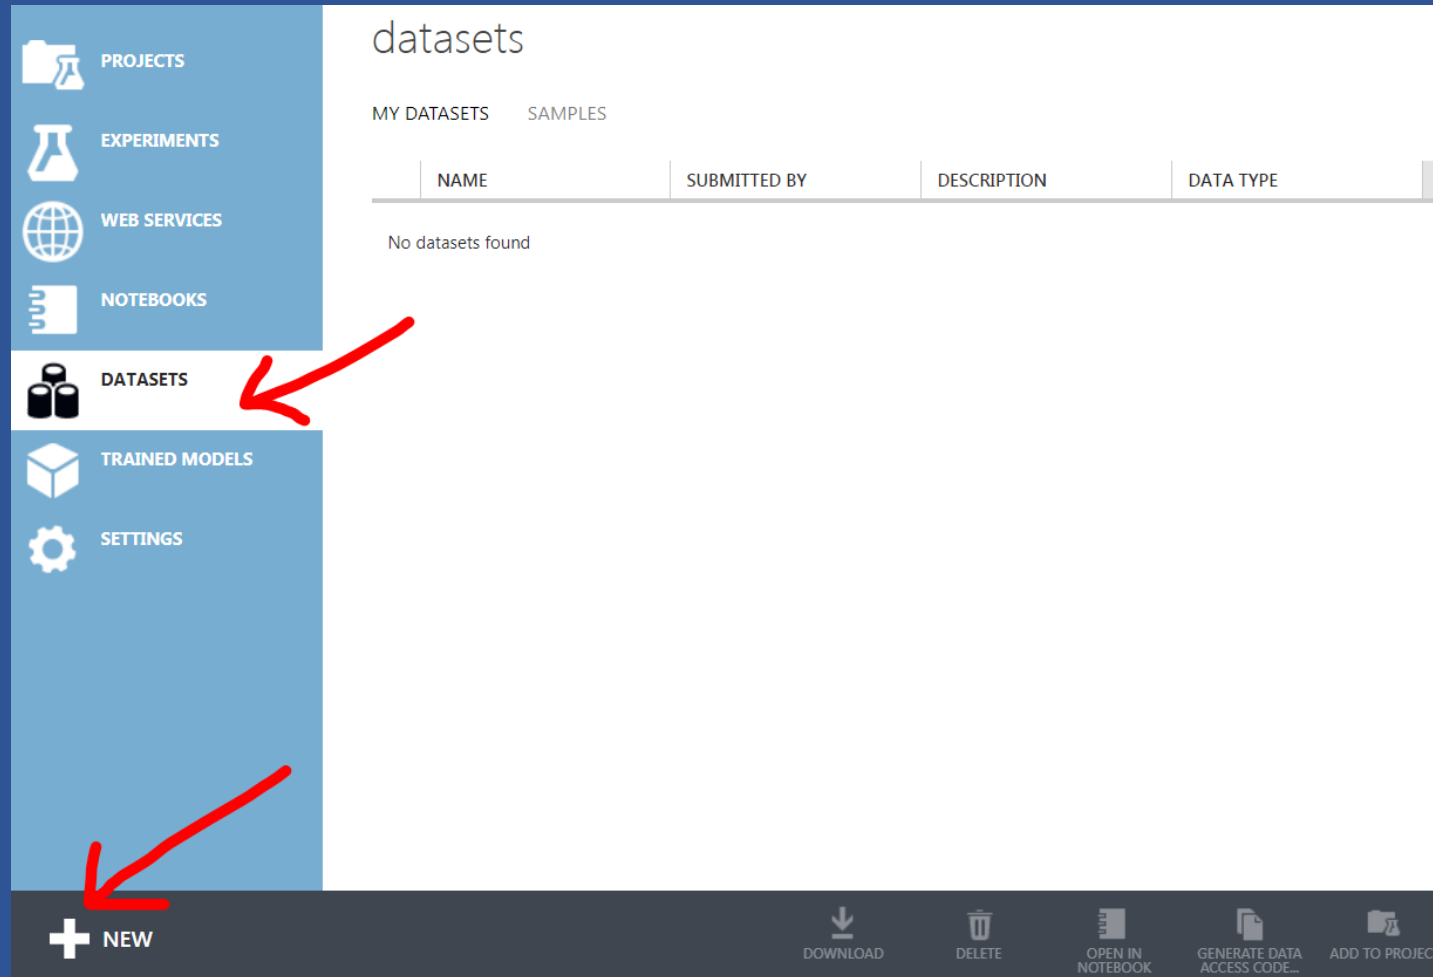 datasets
PROJECTS
EXPERIMENTS
WEB SERVICES
NOTEBOOKS
DATASETS
TRAINED MODELS
SETTINGS
MY DATASETS SAMPLES
NAME SUBMITTED BY DESCRIPTION DATA TYPE
No datasets found
NEW
DOWNLOAD
DELETE
OPEN IN
NOTEBOOK
GENERATE DATA
ACCESS CODE...
ADD TO PROJEC